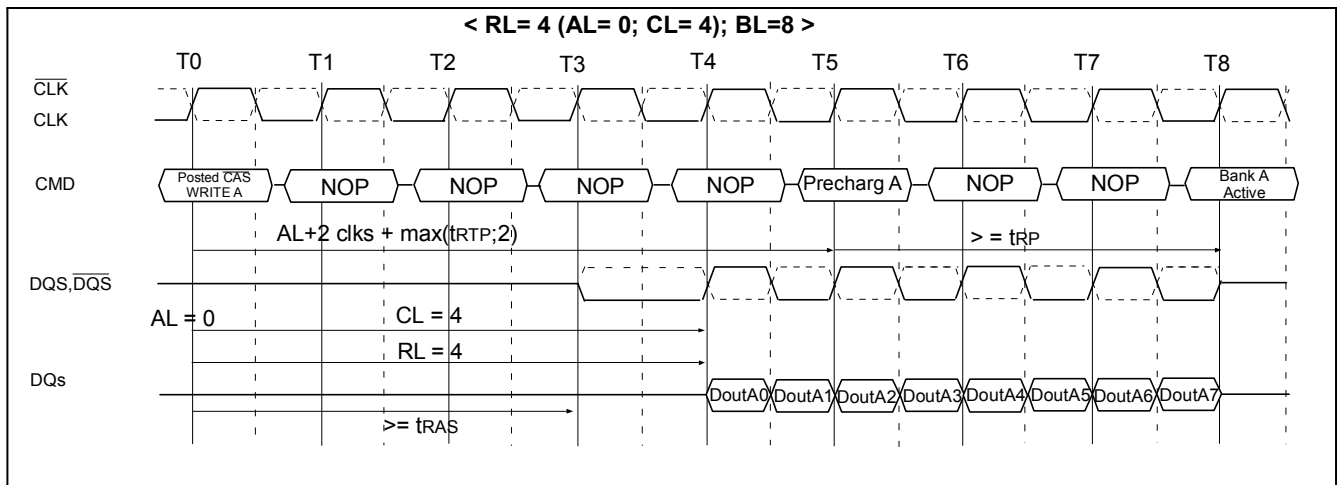 < RL= 4 (AL= 0; CL= 4); BL=8 >
T0 T1 T2 T3 T4 T5 T6 T7 T8
CLK
CLK
CMD
Posted CAS
WRITE A
NOP NOP NOP NOP Precharg A NOP NOP
Bank A
Active
AL+2 clks + max(tRTP;2) > = tRP
DQS,DQS
AL = 0 CL = 4
RL = 4
DQs
DoutA0 DoutA1 DoutA2 DoutA3 DoutA4 DoutA5 DoutA6 DoutA7
>= tRAS